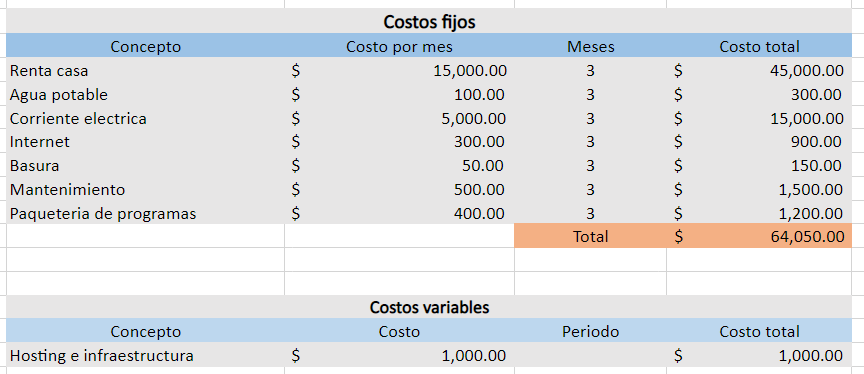 Costos fijos
Concepto Costo por mes Meses Costo total
Renta casa $ 15,000.00 3 $ 45,000.00
Agua potable $ 100.00 3 $ 300.00
Corriente electrica $ 5,000.00 3 $ 15,000.00
Internet $ 300.00 3 $ 900.00
Basura $ 50.00 3 $ 150.00
Mantenimiento $ 500.00 3 $ 1,500.00
Paqueteria de programas $ 400.00 3 $ 1,200.00
Total $ 64,050.00
Costos variables
Concepto Costo Periodo Costo total
Hosting e infraestructura $ 1,000.00 $ 1,000.00